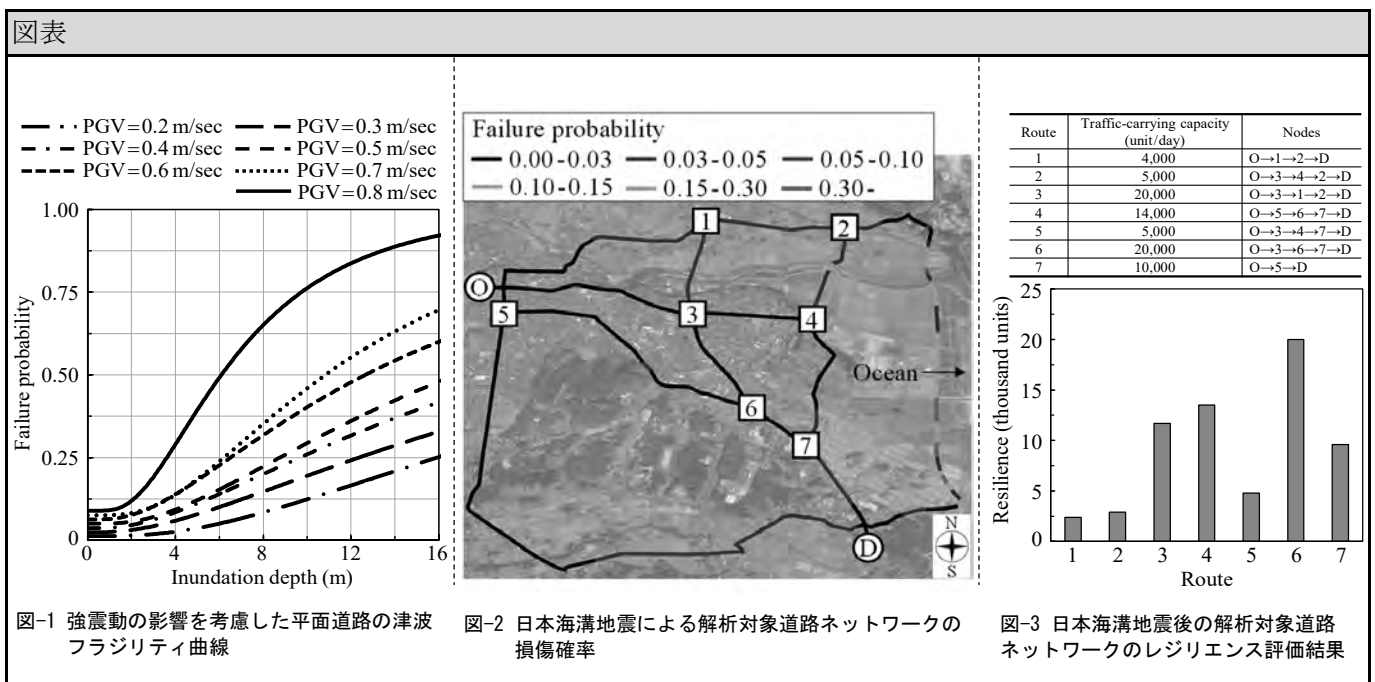 図表
PGV=0.2 m/sec PGV=0.3 m/sec
PGV=0.4 m/sec PGV=0.5 m/sec
PGV=0.6 m/sec PGV=0.7 m/sec
PGV=0.8 m/sec
1.00
0.75
0.50
0.25
0
Failure probability
0 4 8 12 16
Inundation depth (m)
図-1 強震動の影響を考慮した平面道路の津波
フラジリティ曲線
Failure probability
0.00-0.03 0.03-0.05 0.05-0.10
0.10-0.15 0.15-0.30 0.30-
1
2
O
5
3
4
Ocean
6
7
D
N
S
図-2 日本海溝地震による解析対象道路ネットワークの
損傷確率
Route Traffic-carrying capacity (unit/day) Nodes
1 4,000 O→1→2→D
2 5,000 O→3→4→2→D
3 20,000 O→3→1→2→D
4 14,000 O→5→6→7→D
5 5,000 O→3→4→7→D
6 20,000 O→3→6→7→D
7 10,000 O→5→D
25
20
15
10
5
0
Resilience (thousand units)
1 2 3 4 5 6 7
Route
図-3 日本海溝地震後の解析対象道路
ネットワークのレジリエンス評価結果